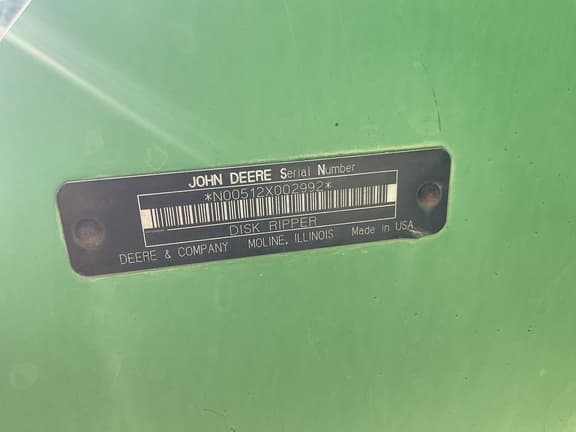 JOHN DEERE Serial Number
*N00512X002992*
DISK RIPPER
DEERE & COMPANY MOLINE, ILLINOIS Made in USA